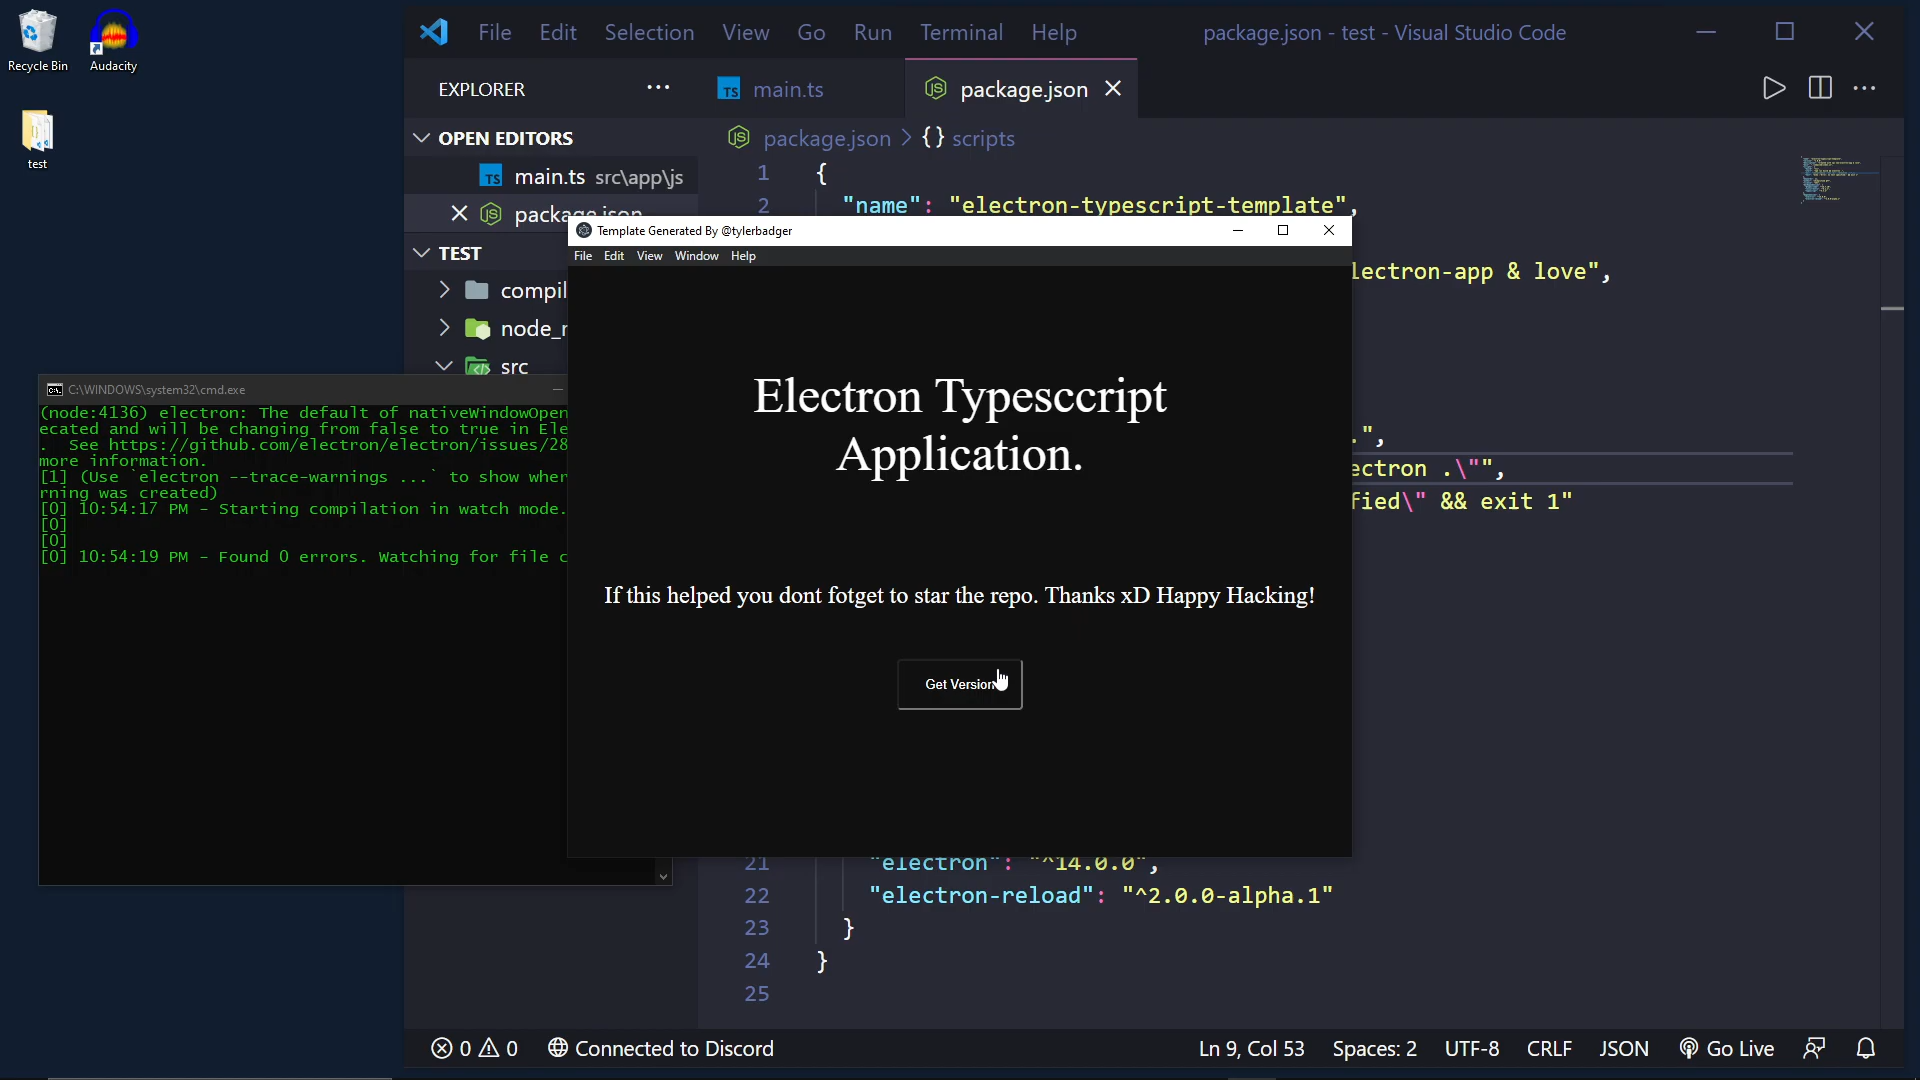 Recycle Bin
Audacity
test
File Edit Selection View Go Run Terminal Help
package.json - test - Visual Studio Code
EXPLORER
TS main.ts
JS package.json
OPEN EDITORS
TS main.ts src\app\js
JS package.json
TEST
compil
node_
src
package.json > {} scripts
1 {
2 "name": "electron-typescript-template",
lectron-app & love",
.",
ectron .\"",
fied\" && exit 1"
21 "electron": "^14.0.0",
22 "electron-reload": "^2.0.0-alpha.1"
23 }
24 }
25
C:\WINDOWS\system32\cmd.exe
(node:4136) electron: The default of nativeWindowOpen
ecated and will be changing from false to true in Ele
. See https://github.com/electron/electron/issues/28
more information.
[1] (Use `electron --trace-warnings ...` to show wher
rning was created)
[0] 10:54:17 PM - Starting compilation in watch mode.
[0]
[0]
[0] 10:54:19 PM - Found 0 errors. Watching for file c
Template Generated By @tylerbadger
File Edit View Window Help
Electron Typesccript
Application.
If this helped you dont fotget to star the repo. Thanks xD Happy Hacking!
Get Version
0 0 Connected to Discord
Ln 9, Col 53 Spaces: 2 UTF-8 CRLF JSON Go Live